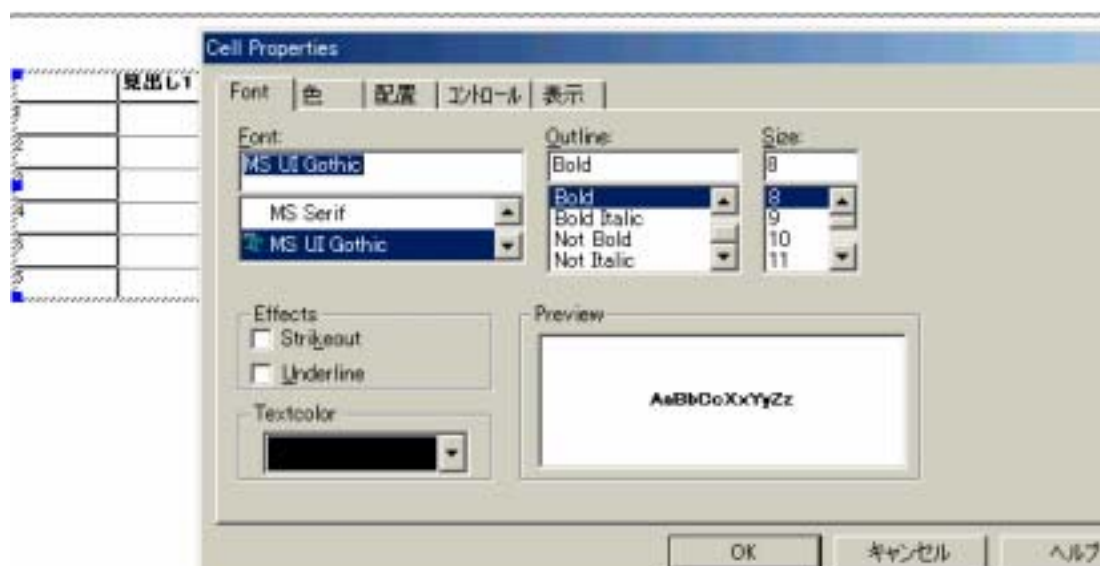 Cell Properties
見出し1
Font 色 配置 コントロール 表示
Font: Outline: Size:
MS UI Gothic Bold 8
MS Serif
MS UI Gothic
Bold
Bold Italic
Not Bold
Not Italic
8
9
10
11
Effects
Strikeout
Underline
Textcolor
Preview
AaBbCcXxYyZz
OK キャンセル ヘルプ